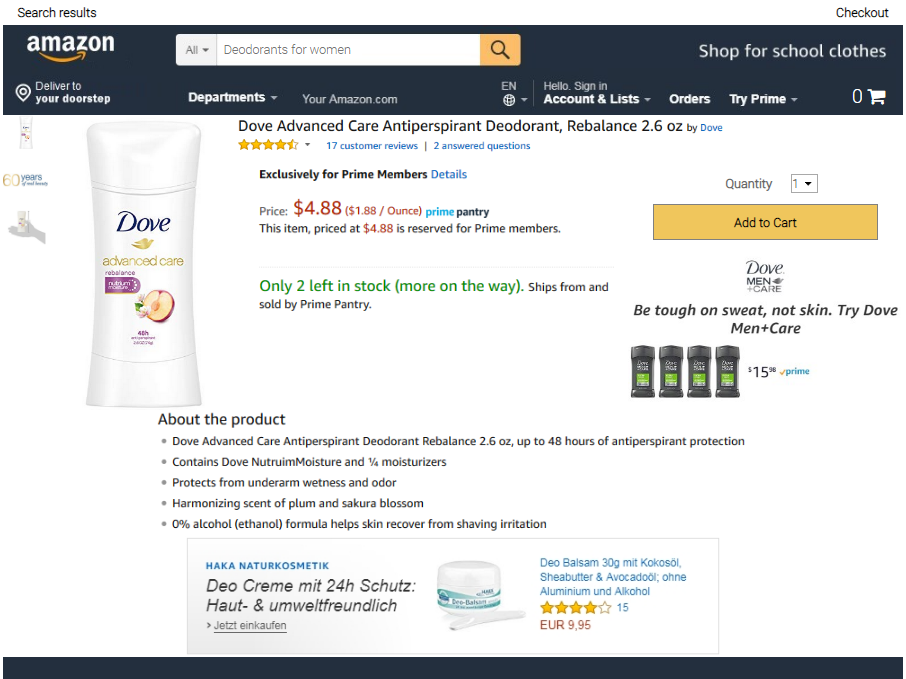 Search results
Checkout
amazon
All
Deodorants for women
Shop for school clothes
Deliver to
your doorstep
Departments
Your Amazon.com
EN
Hello. Sign in
Account & Lists
Orders
Try Prime
0
Dove Advanced Care Antiperspirant Deodorant, Rebalance 2.6 oz by Dove
17 customer reviews | 2 answered questions
60 years
Exclusively for Prime Members Details
Quantity 1
Price: $4.88 ($1.88 / Ounce) prime pantry
This item, priced at $4.88 is reserved for Prime members.
Add to Cart
Dove
advanced care
rebalance
nutrium
moisture
48h
antiperspirant
Only 2 left in stock (more on the way). Ships from and
sold by Prime Pantry.
Dove
MEN
+CARE
Be tough on sweat, not skin. Try Dove
Men+Care
$15.98 prime
About the product
Dove Advanced Care Antiperspirant Deodorant Rebalance 2.6 oz, up to 48 hours of antiperspirant protection
Contains Dove NutruimMoisture and ¼ moisturizers
Protects from underarm wetness and odor
Harmonizing scent of plum and sakura blossom
0% alcohol (ethanol) formula helps skin recover from shaving irritation
HAKA NATURKOSMETIK
Deo Creme mit 24h Schutz:
Haut- & umweltfreundlich
› Jetzt einkaufen
Deo-Balsam
Deo Balsam 30g mit Kokosöl,
Sheabutter & Avocadoöl; ohne
Aluminium und Alkohol
15
EUR 9,95